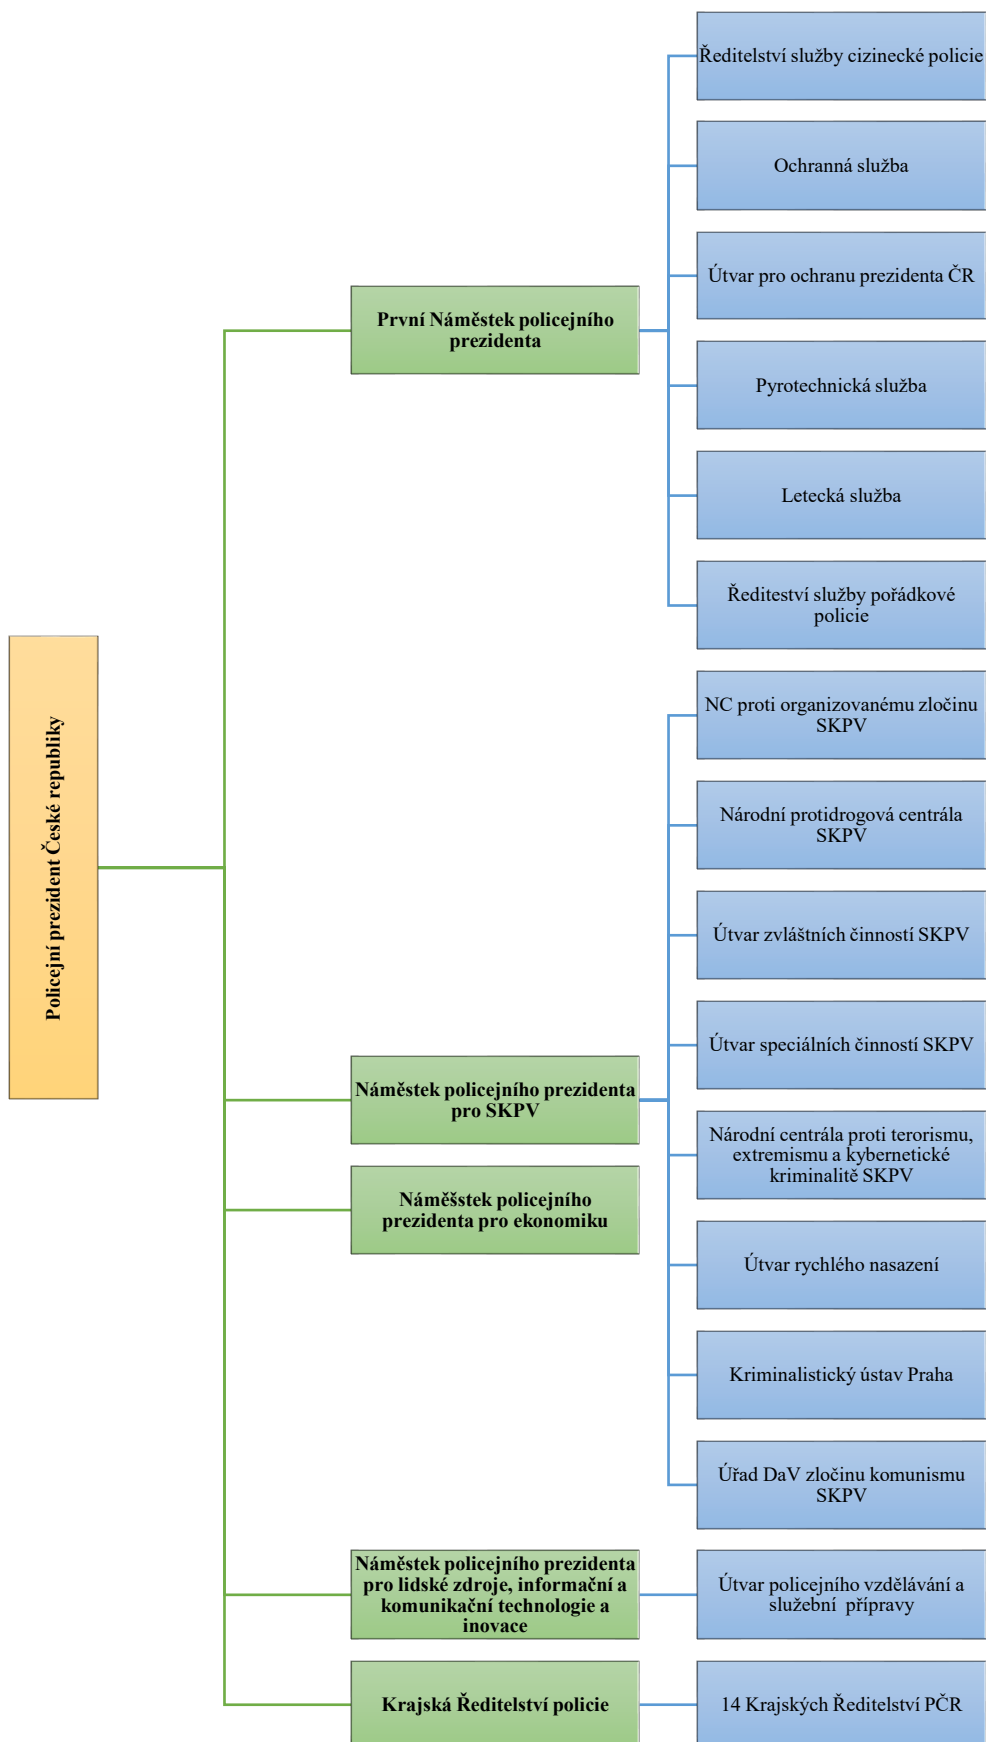 Policejní prezident České republiky
První Náměstek policejního
prezidenta
Ředitelství služby cizinecké policie
Ochranná služba
Útvar pro ochranu prezidenta ČR
Pyrotechnická služba
Letecká služba
Řediteství služby pořádkové
policie
Náměstek policejního prezidenta
pro SKPV
NC proti organizovanému zločinu
SKPV
Národní protidrogová centrála
SKPV
Útvar zvláštních činností SKPV
Útvar speciálních činností SKPV
Národní centrála proti terorismu,
extremismu a kybernetické
kriminalitě SKPV
Útvar rychlého nasazení
Kriminalistický ústav Praha
Úřad DaV zločinu komunismu
SKPV
Náměšstek policejního
prezidenta pro ekonomiku
Náměstek policejního prezidenta
pro lidské zdroje, informační a
komunikační technologie a
inovace
Útvar policejního vzdělávání a
služební  přípravy
Krajská Ředitelství policie
14 Krajských Ředitelství PČR